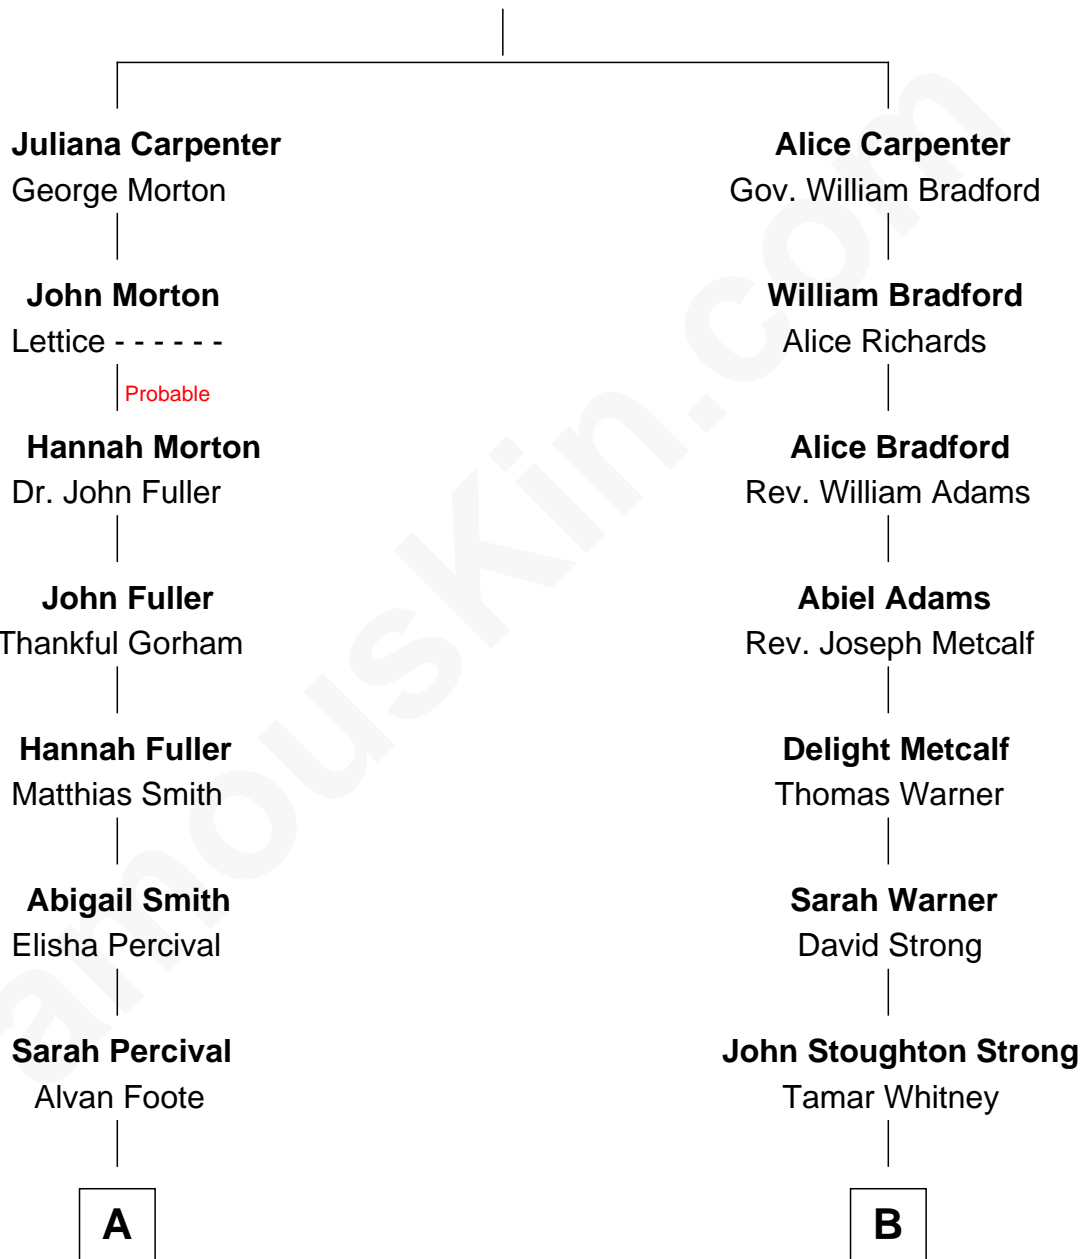 Juliana Carpenter
George Morton
John Morton
Lettice - - - - - -
Probable
Hannah Morton
Dr. John Fuller
John Fuller
Thankful Gorham
Hannah Fuller
Matthias Smith
Abigail Smith
Elisha Percival
Sarah Percival
Alvan Foote
A
Alice Carpenter
Gov. William Bradford
William Bradford
Alice Richards
Alice Bradford
Rev. William Adams
Abiel Adams
Rev. Joseph Metcalf
Delight Metcalf
Thomas Warner
Sarah Warner
David Strong
John Stoughton Strong
Tamar Whitney
B
amousKin.com